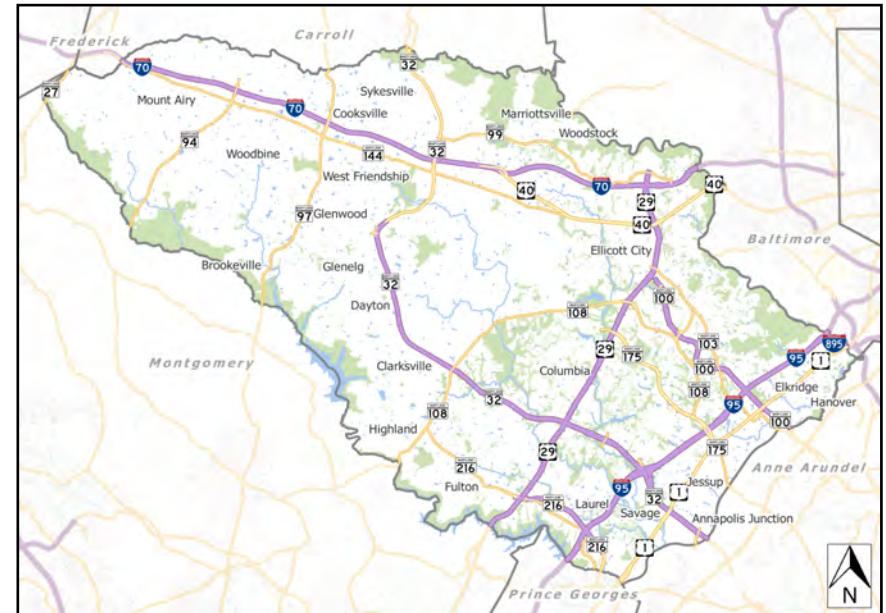 Carroll
Frederick
70
32
27
Mount Airy
Sykesville
70
Cooksville
Marriottsville
99
Woodstock
94
Woodbine
144
32
West Friendship
70
40
40
29
97
Glenwood
40
Baltimore
Ellicott City
Brookeville
Glenelg
32
100
Dayton
108
103
895
29
175
95
1
Montgomery
Clarksville
Columbia
100
Elkridge
108
32
95
Hanover
108
100
Highland
29
175
216
Anne Arundel
Fulton
95
Jessup
1
Laurel
32
216
Savage
Annapolis Junction
216
1
Prince Georges
N